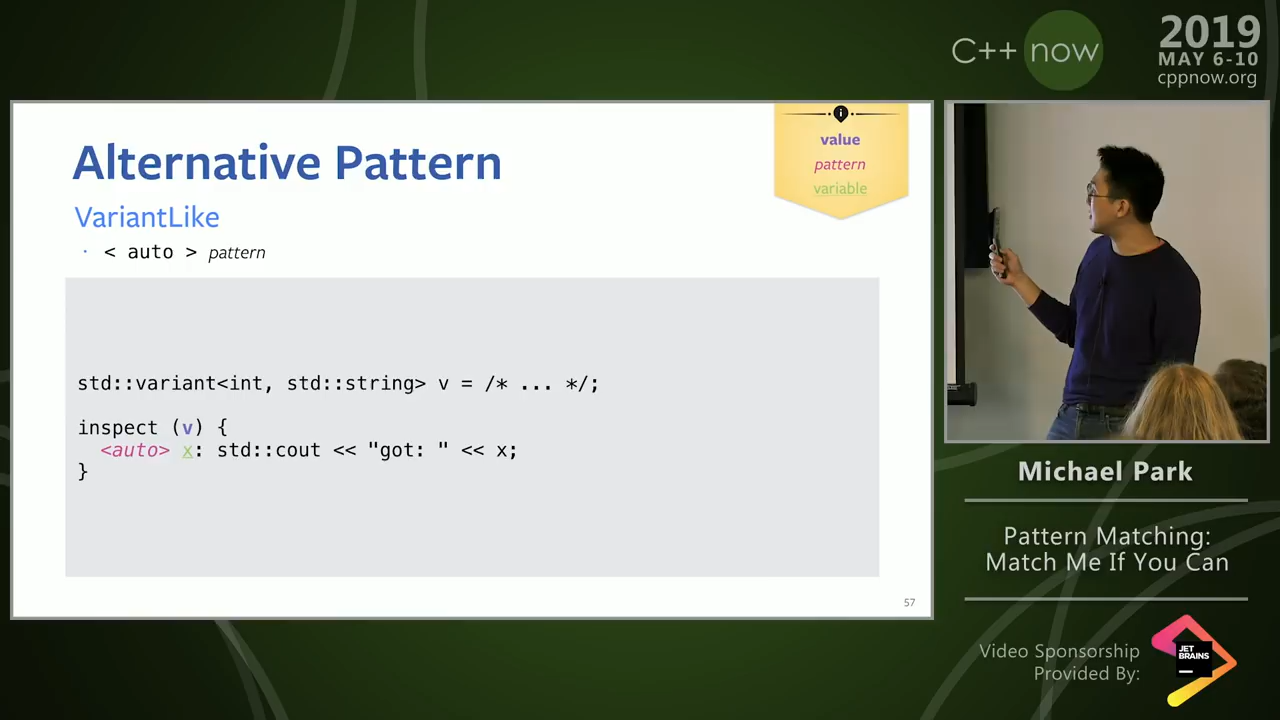 C++ now
2019
MAY 6-10
cppnow.org
Alternative Pattern
value
pattern
variable
VariantLike
· < auto > pattern
std::variant<int, std::string> v = /* ... */;
inspect (v) {
<auto> x: std::cout << "got: " << x;
}
57
Michael Park
Pattern Matching:
Match Me If You Can
Video Sponsorship
Provided By:
JET
BRAINS